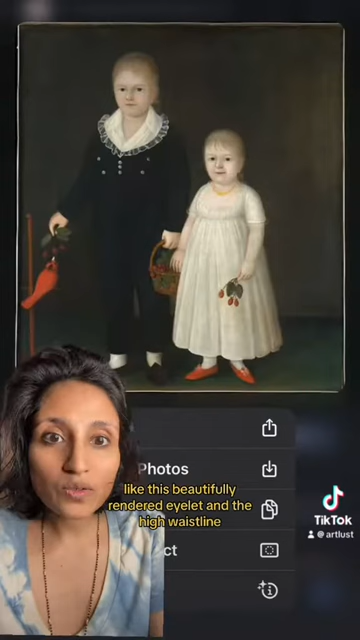 Photos
like this beautifully
rendered eyelet and the
high waistline
ct
TikTok
@artlust